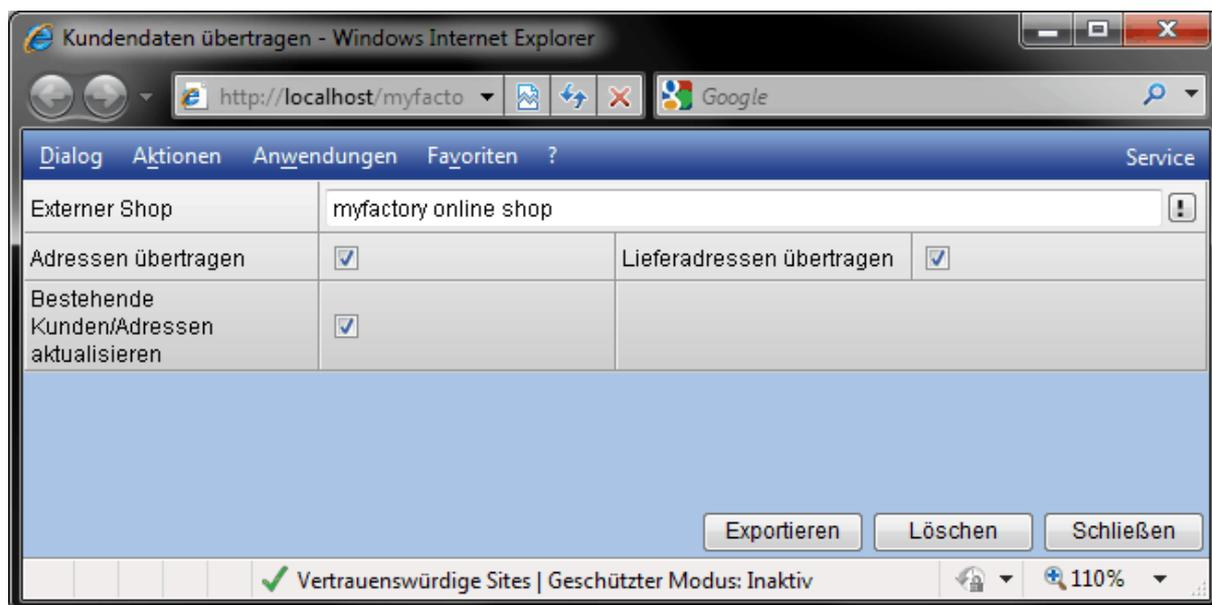 Kundendaten übertragen - Windows Internet Explorer
http://localhost/myfacto
Google
Dialog Aktionen Anwendungen Favoriten ? Service
Externer Shop myfactory online shop
Adressen übertragen Lieferadressen übertragen
Bestehende
Kunden/Adressen
aktualisieren
Exportieren Löschen Schließen
Vertrauenswürdige Sites | Geschützter Modus: Inaktiv 110%